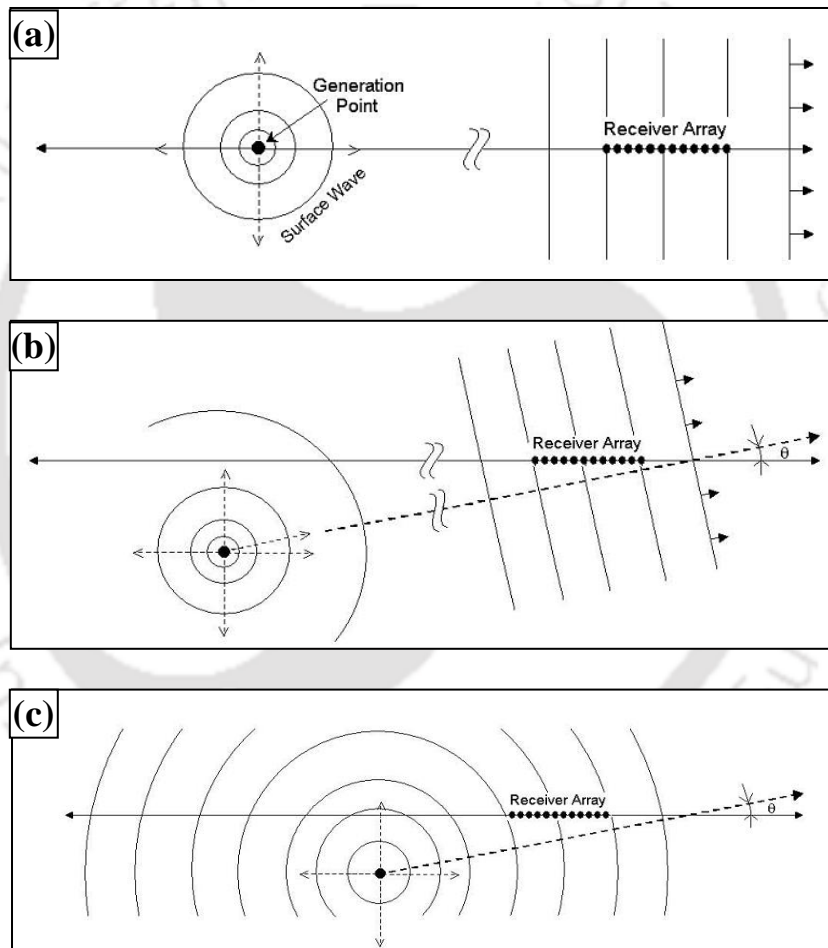 (a)
Generation
Point
Surface Wave
Receiver Array
(b)
Receiver Array
θ
(c)
Receiver Array
θ